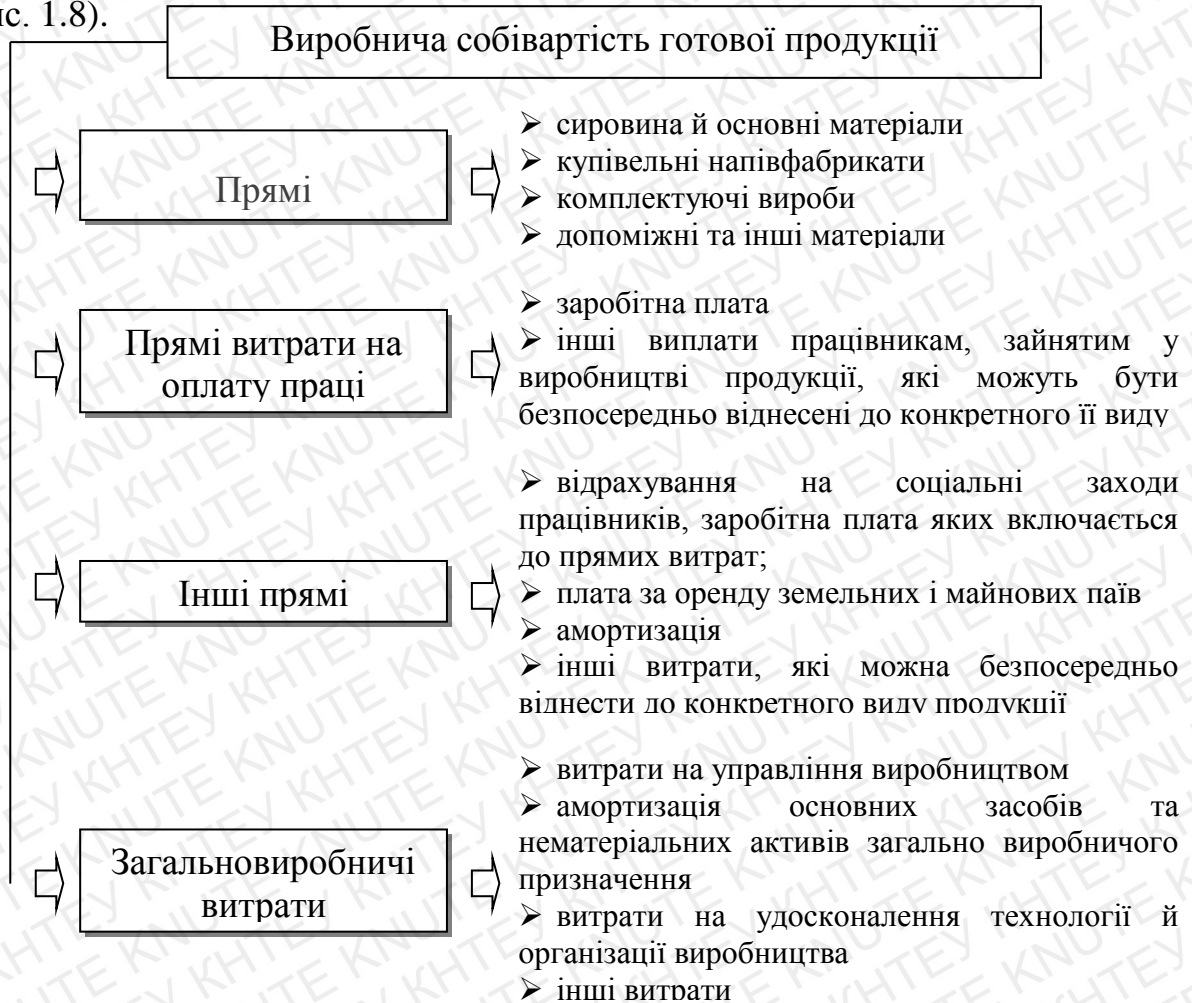 ис. 1.8).
Виробнича собівартість готової продукції
Прямі
➢ сировина й основні матеріали
➢ купівельні напівфабрикати
➢ комплектуючі вироби
➢ допоміжні та інші матеріали
Прямі витрати на
оплату праці
➢ заробітна плата
➢ інші виплати працівникам, зайнятим у
виробництві продукції, які можуть бути
безпосередньо віднесені до конкретного її виду
Інші прямі
➢ відрахування на соціальні заходи
працівників, заробітна плата яких включається
до прямих витрат;
➢ плата за оренду земельних і майнових паїв
➢ амортизація
➢ інші витрати, які можна безпосередньо
віднести до конкретного виду продукції
Загальновиробничі
витрати
➢ витрати на управління виробництвом
➢ амортизація основних засобів та
нематеріальних активів загально виробничого
призначення
➢ витрати на удосконалення технології й
організації виробництва
➢ інші витрати